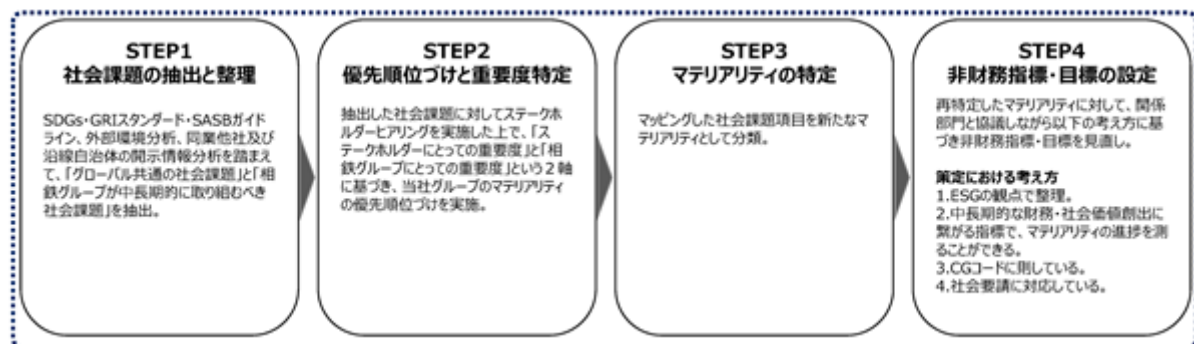 STEP1
社会課題の抽出と整理
SDGs・GRIスタンダード・SASBガイド
ライン、外部環境分析、同業他社及び
沿線自治体の開示情報分析を踏まえ
て、「グローバル共通の社会課題」と「相
鉄グループが中長期的に取り組むべき
社会課題」を抽出。
STEP2
優先順位づけと重要度特定
抽出した社会課題に対してステーク
ホルダーヒアリングを実施した上で、「ス
テークホルダーにとっての重要度」と「相
鉄グループにとっての重要度」という2軸
に基づき、当社グループのマテリアリティ
の優先順位づけを実施。
STEP3
マテリアリティの特定
マッピングした社会課題項目を新たなマ
テリアリティとして分類。
STEP4
非財務指標・目標の設定
再特定したマテリアリティに対して、関係
部門と協議しながら以下の考え方に基
づき非財務指標・目標を見直し。
策定における考え方
1.ESGの観点で整理。
2.中長期的な財務・社会価値創出に
繋がる指標で、マテリアリティの進捗を測
ることができる。
3.CGコードに則している。
4.社会要請に対応している。